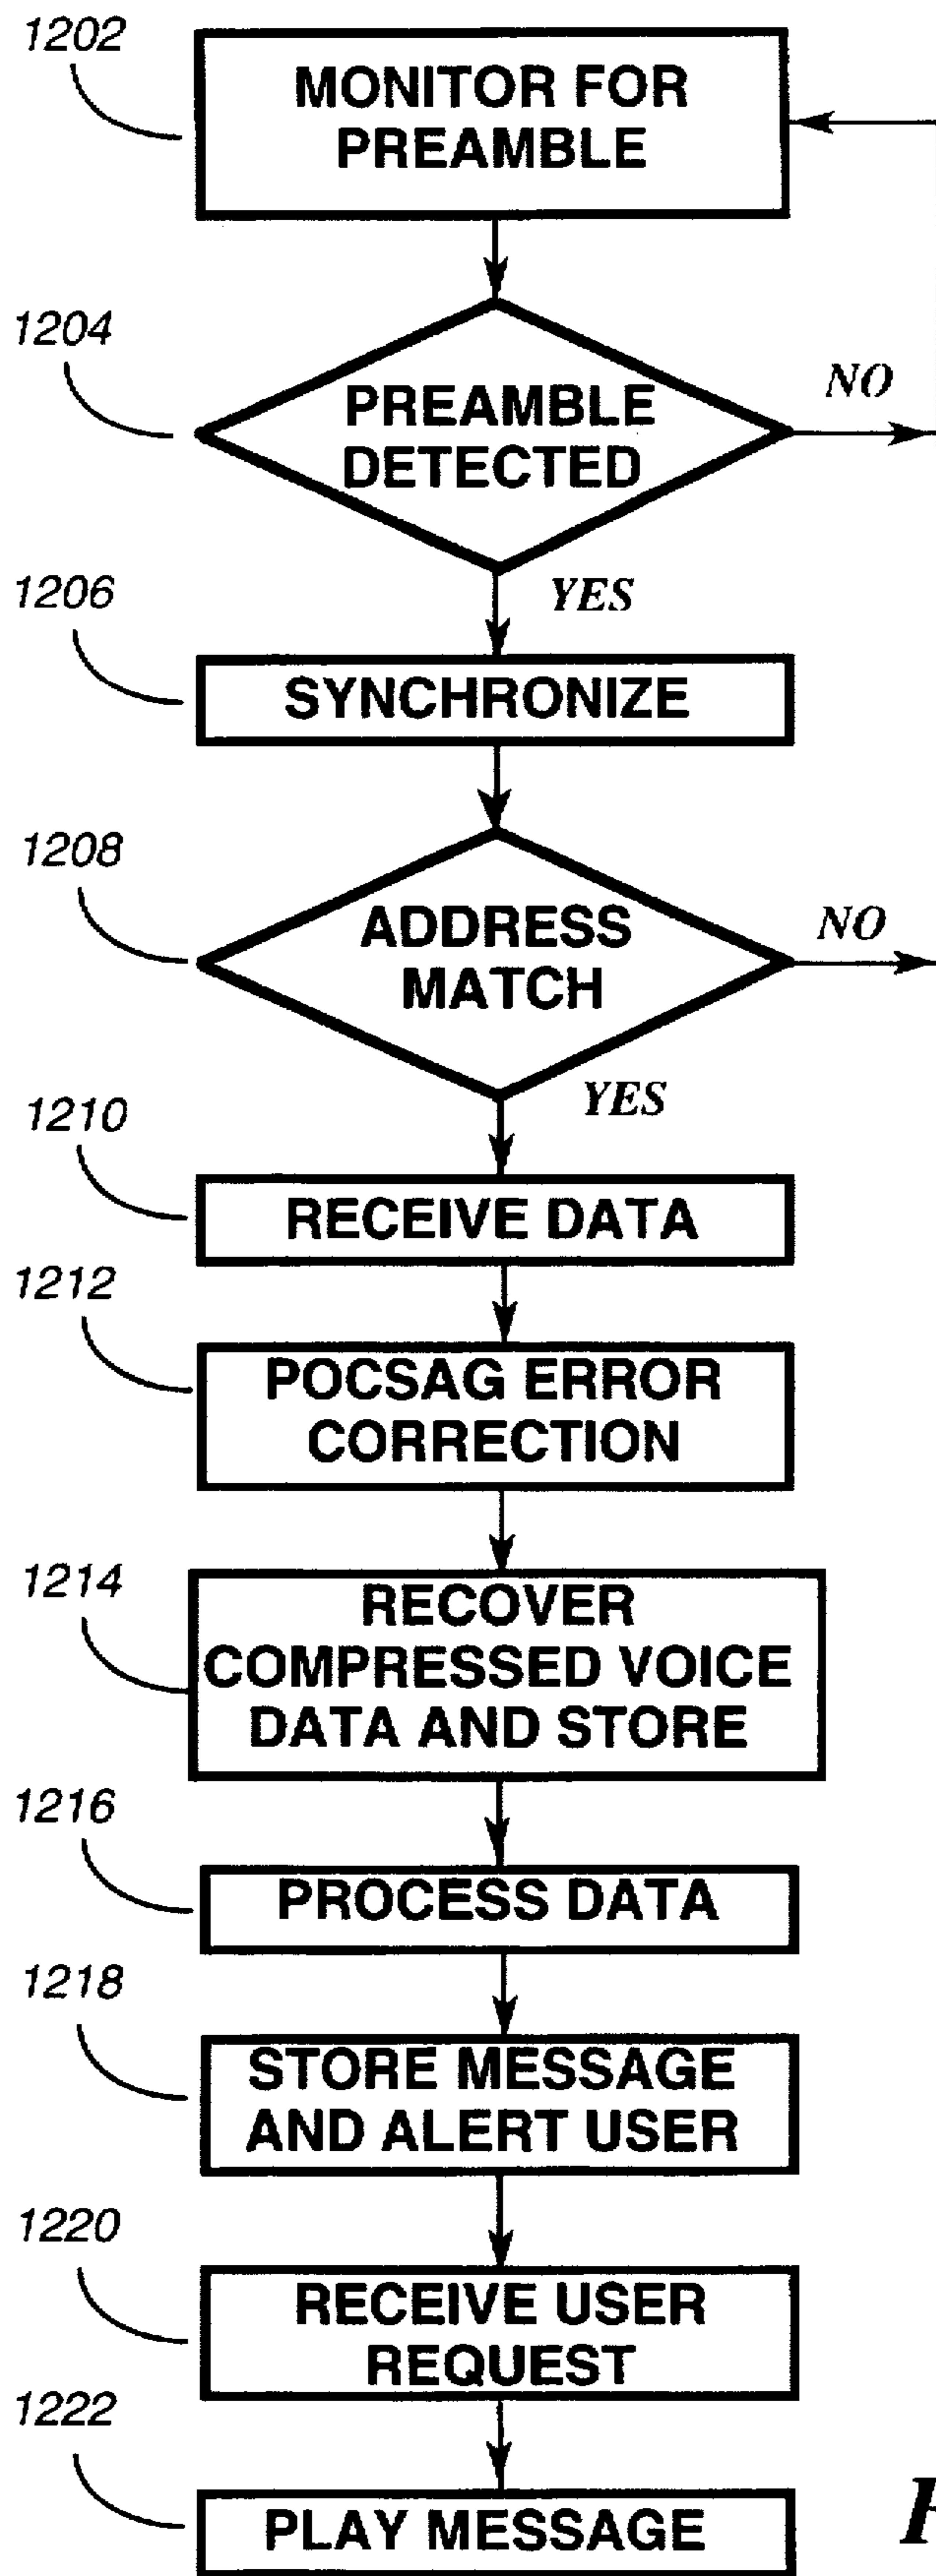 1202
MONITOR FOR
PREAMBLE
1204
PREAMBLE
DETECTED
NO
YES
1206
SYNCHRONIZE
1208
ADDRESS
MATCH
NO
YES
1210
RECEIVE DATA
1212
POCSAG ERROR
CORRECTION
1214
RECOVER
COMPRESSED VOICE
DATA AND STORE
1216
PROCESS DATA
1218
STORE MESSAGE
AND ALERT USER
1220
RECEIVE USER
REQUEST
1222
PLAY MESSAGE